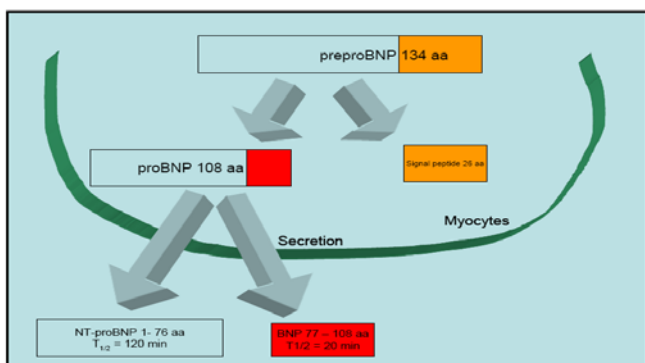 preproBNP 134 aa
proBNP 108 aa
Signal peptide 26 aa
Myocytes
Secretion
NT-proBNP 1- 76 aa
T1/2 = 120 min
BNP 77 – 108 aa
T1/2 = 20 min